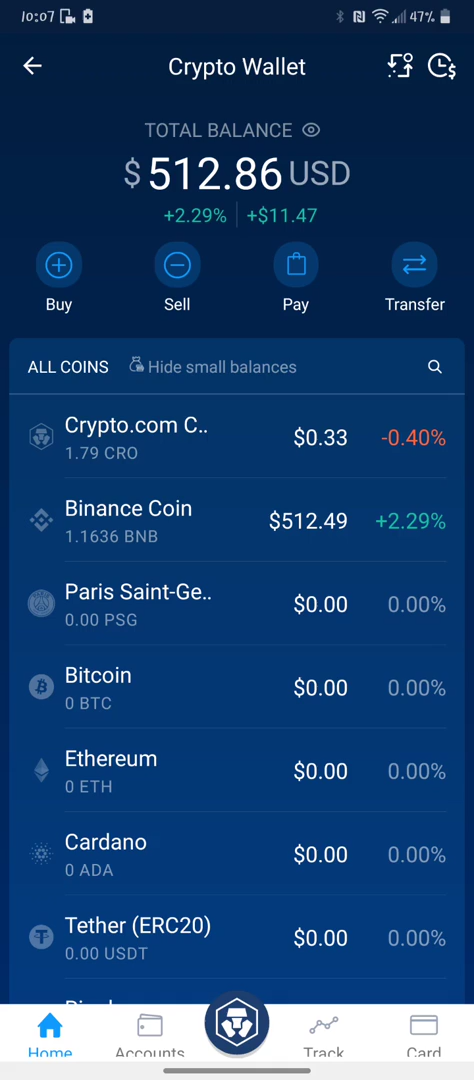 10:07 47%
Crypto Wallet
TOTAL BALANCE
$512.86 USD
+2.29% +$11.47
Buy Sell Pay Transfer
ALL COINS Hide small balances
Crypto.com C.. $0.33 -0.40%
1.79 CRO
Binance Coin $512.49 +2.29%
1.1636 BNB
Paris Saint-Ge.. $0.00 0.00%
0.00 PSG
Bitcoin $0.00 0.00%
0 BTC
Ethereum $0.00 0.00%
0 ETH
Cardano $0.00 0.00%
0 ADA
Tether (ERC20) $0.00 0.00%
0.00 USDT
Home Accounts Track Card